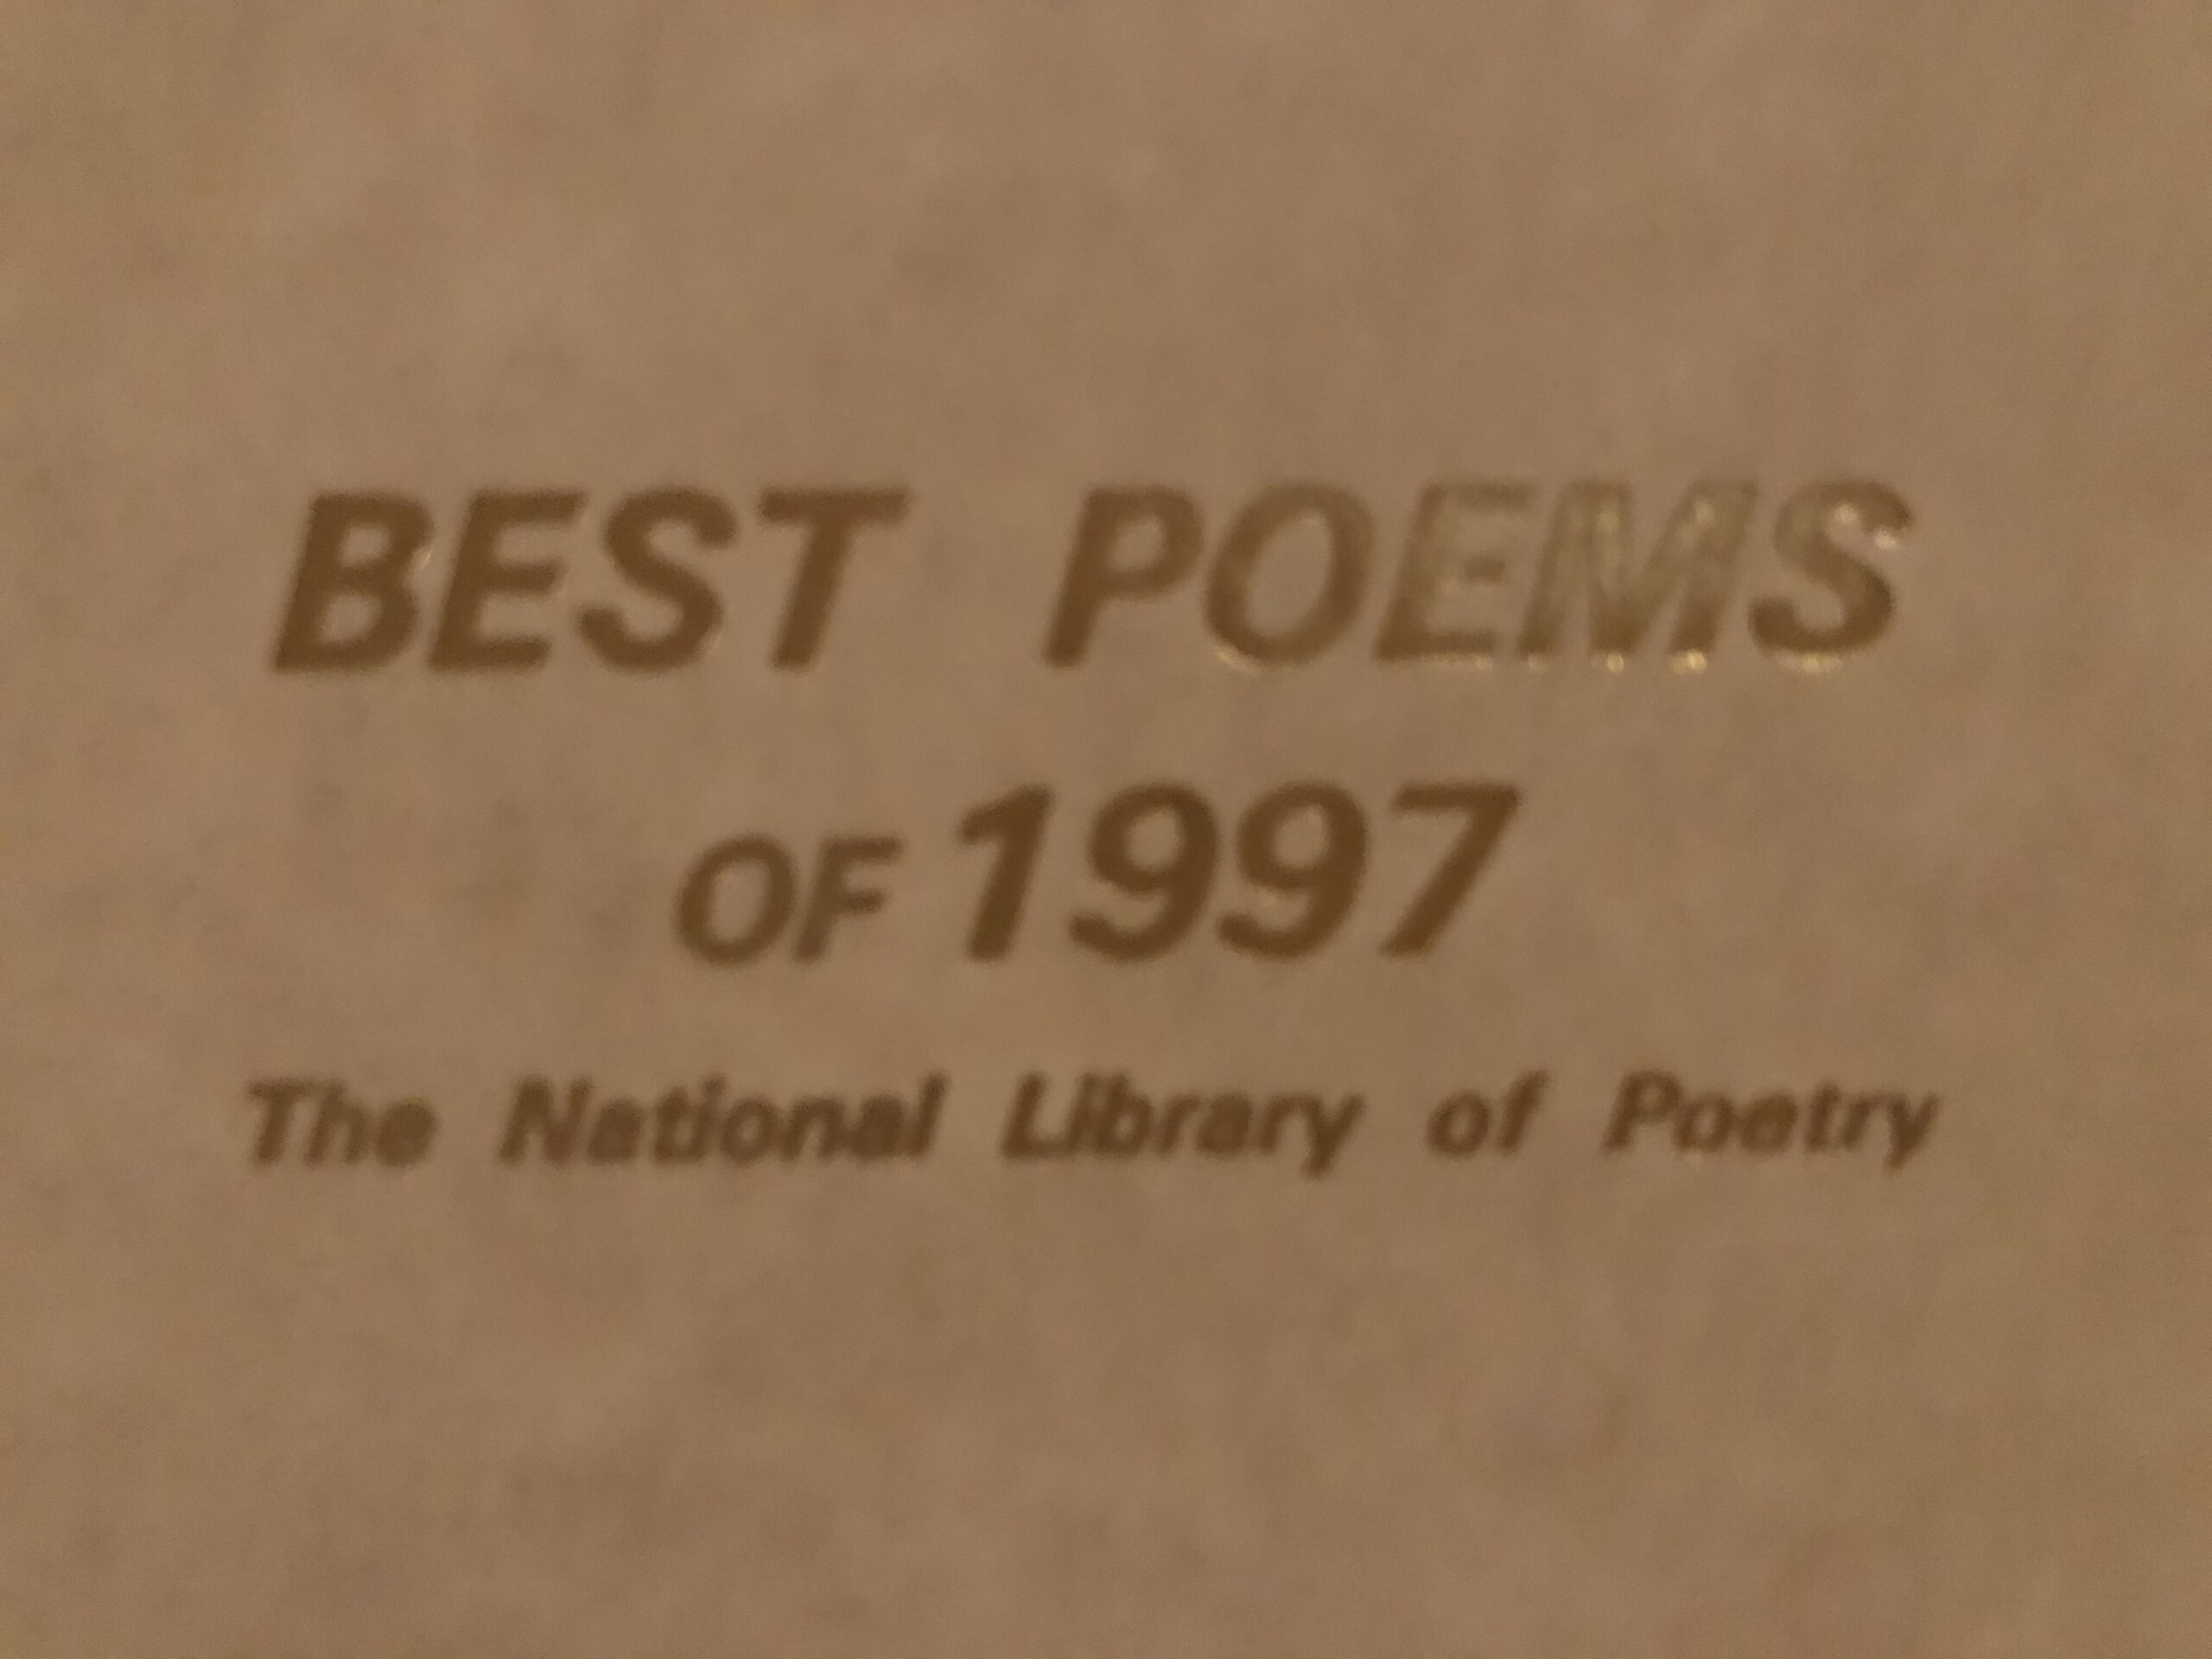 BEST POEMS
OF 1997
The National Library of Poetry